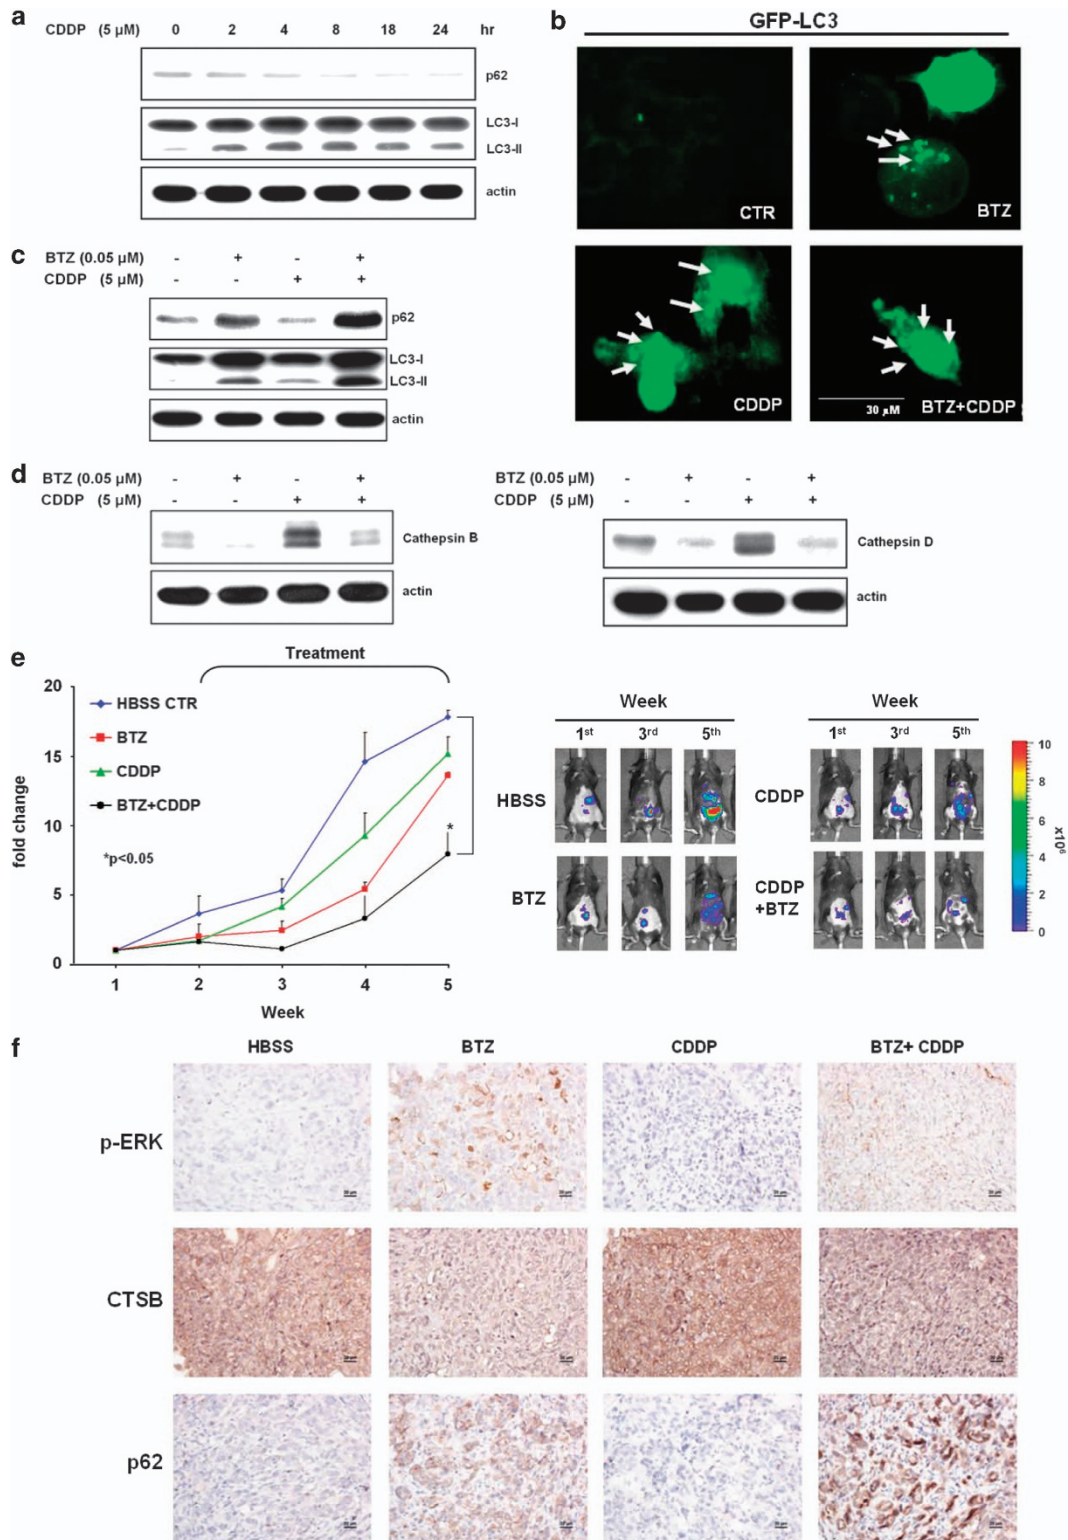 a
CDDP (5 µM) 0 2 4 8 18 24 hr
p62
LC3-I
LC3-II
actin
b
GFP-LC3
CTR
BTZ
CDDP
30 µM
BTZ+CDDP
c
BTZ (0.05 µM) - + - +
CDDP (5 µM) - - + +
p62
LC3-I
LC3-II
actin
d
BTZ (0.05 µM) - + - +
CDDP (5 µM) - - + +
Cathepsin B
actin
BTZ (0.05 µM) - + - +
CDDP (5 µM) - - + +
Cathepsin D
actin
e
Treatment
fold change
20
15
10
5
0
HBSS CTR
BTZ
CDDP
BTZ+CDDP
*p<0.05
*
1 2 3 4 5
Week
Week
1st 3rd 5th
HBSS
BTZ
Week
1st 3rd 5th
CDDP
CDDP
+BTZ
10
8
6
4
2
0
x10⁶
f
HBSS BTZ CDDP BTZ+ CDDP
p-ERK
CTSB
p62